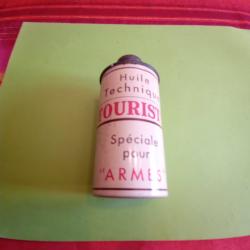 Huile
Technique
TOURIST
Spéciale
pour
"ARMES"